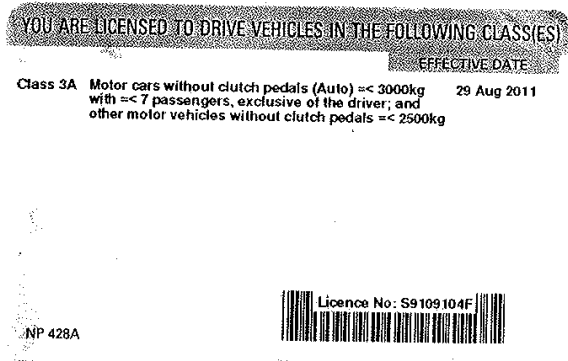 YOU ARE LICENSED TO DRIVE VEHICLES IN THE FOLLOWING CLASS(ES)
EFFECTIVE DATE
Class 3A Motor cars without clutch pedals (Auto) =< 3000kg 29 Aug 2011
with =< 7 passengers, exclusive of the driver; and
other motor vehicles without clutch pedals =< 2500kg
Licence No: S9109104F
NP 428A